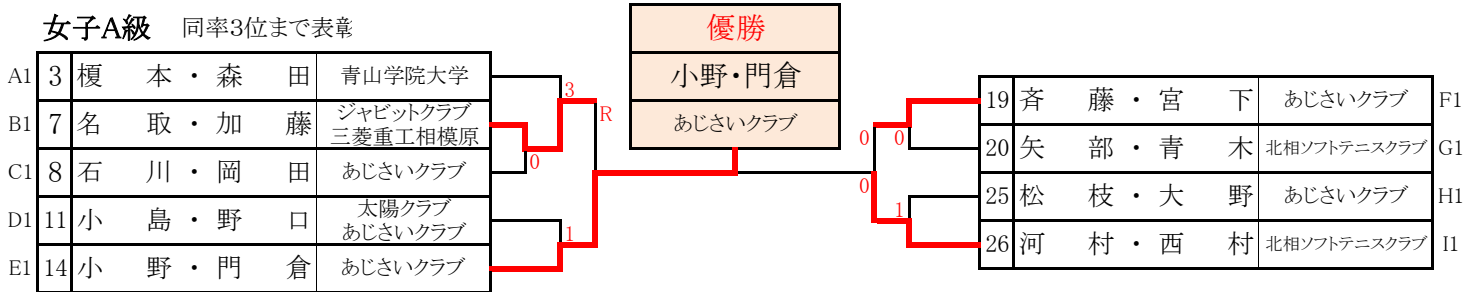 女子A級 同率3位まで表彰
優勝
小野・門倉
あじさいクラブ
A1 3 榎本・森田 青山学院大学
B1 7 名取・加藤 ジャビットクラブ
三菱重工相模原
C1 8 石川・岡田 あじさいクラブ
D1 11 小島・野口 太陽クラブ
あじさいクラブ
E1 14 小野・門倉 あじさいクラブ
3
R
0
1
19 斉藤・宮下 あじさいクラブ F1
20 矢部・青木 北相ソフトテニスクラブ G1
25 松枝・大野 あじさいクラブ H1
26 河村・西村 北相ソフトテニスクラブ I1
0
0
0
1